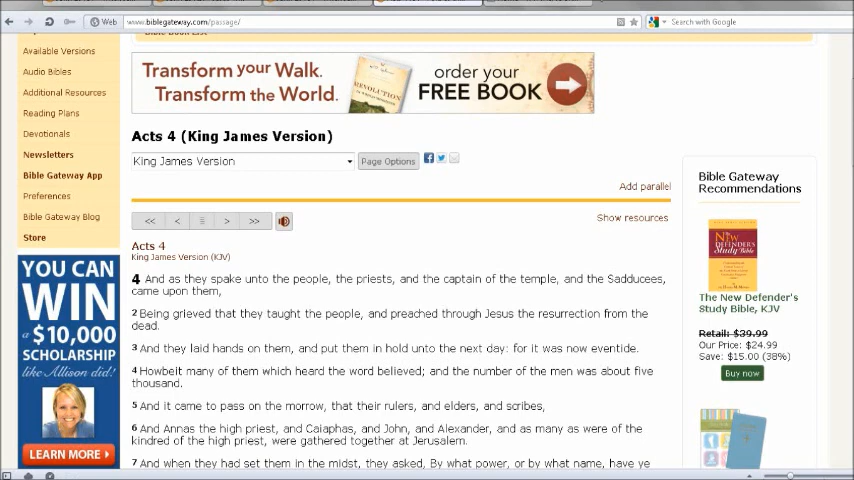 Web
www.biblegateway.com/passage/
Search with Google
Bible Book List
Available Versions
Audio Bibles
Additional Resources
Reading Plans
Devotionals
Newsletters
Bible Gateway App
Preferences
Bible Gateway Blog
Store
YOU CAN
WIN
a $10,000
SCHOLARSHIP
like Allison did!
LEARN MORE
Transform your Walk.
Transform the World.
REVOLUTION
order your
FREE BOOK
Acts 4 (King James Version)
King James Version
Page Options
Add parallel
<< < > >>
Show resources
Acts 4
King James Version (KJV)
4 And as they spake unto the people, the priests, and the captain of the temple, and the Sadducees,
came upon them,
2 Being grieved that they taught the people, and preached through Jesus the resurrection from the
dead.
3 And they laid hands on them, and put them in hold unto the next day: for it was now eventide.
4 Howbeit many of them which heard the word believed; and the number of the men was about five
thousand.
5 And it came to pass on the morrow, that their rulers, and elders, and scribes,
6 And Annas the high priest, and Caiaphas, and John, and Alexander, and as many as were of the
kindred of the high priest, were gathered together at Jerusalem.
7 And when they had set them in the midst, they asked, By what power, or by what name, have ye
Bible Gateway
Recommendations
NEW
DEFENDER'S
STUDY BIBLE
The New Defender's
Study Bible, KJV
Retail: $39.99
Our Price: $24.99
Save: $15.00 (38%)
Buy now